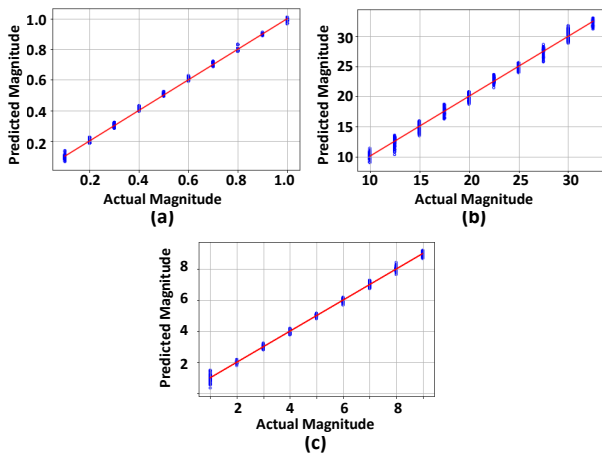 1.0
0.8
0.6
0.4
0.2
Predicted Magnitude
0.2 0.4 0.6 0.8 1.0
Actual Magnitude
(a)
30
25
20
15
10
Predicted Magnitude
10 15 20 25 30
Actual Magnitude
(b)
8
6
4
2
Predicted Magnitude
2 4 6 8
Actual Magnitude
(c)